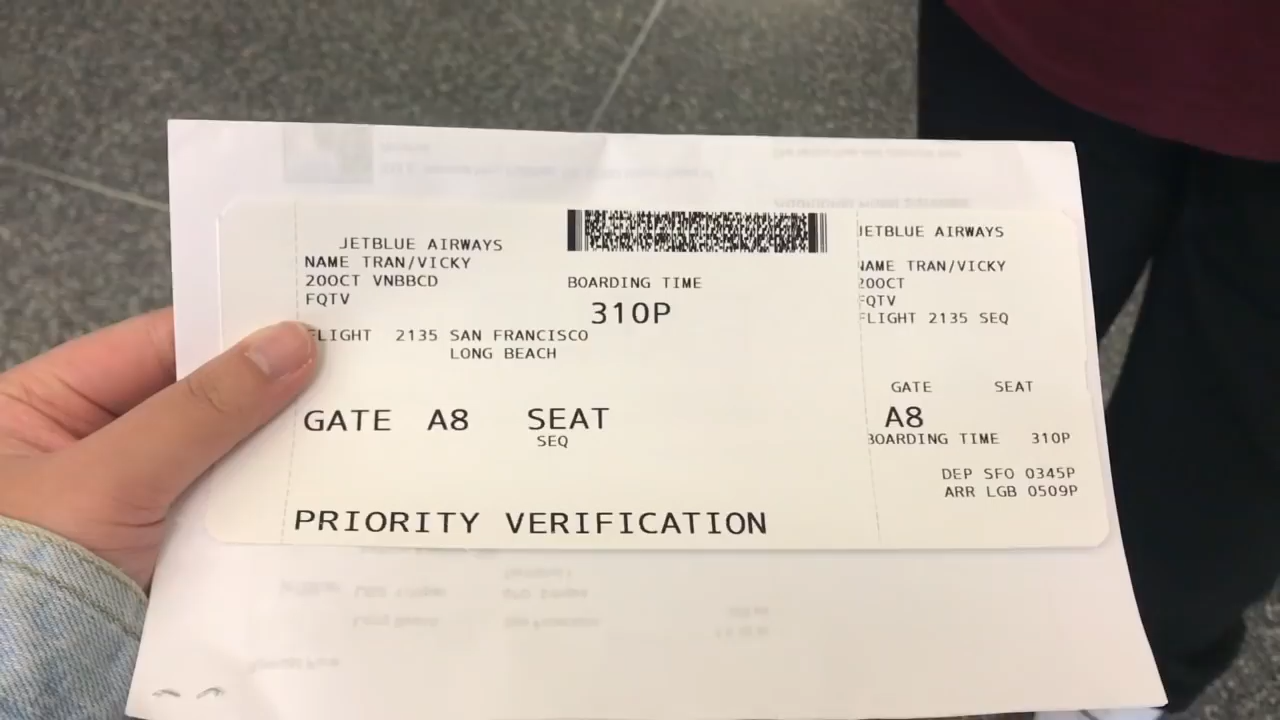 JETBLUE AIRWAYS
NAME TRAN/VICKY
20OCT VNBBCD
FQTV
BOARDING TIME
310P
FLIGHT 2135 SAN FRANCISCO
LONG BEACH
GATE A8 SEAT
SEQ
PRIORITY VERIFICATION
JETBLUE AIRWAYS
NAME TRAN/VICKY
20OCT
FQTV
FLIGHT 2135 SEQ
GATE SEAT
A8
BOARDING TIME 310P
DEP SFO 0345P
ARR LGB 0509P